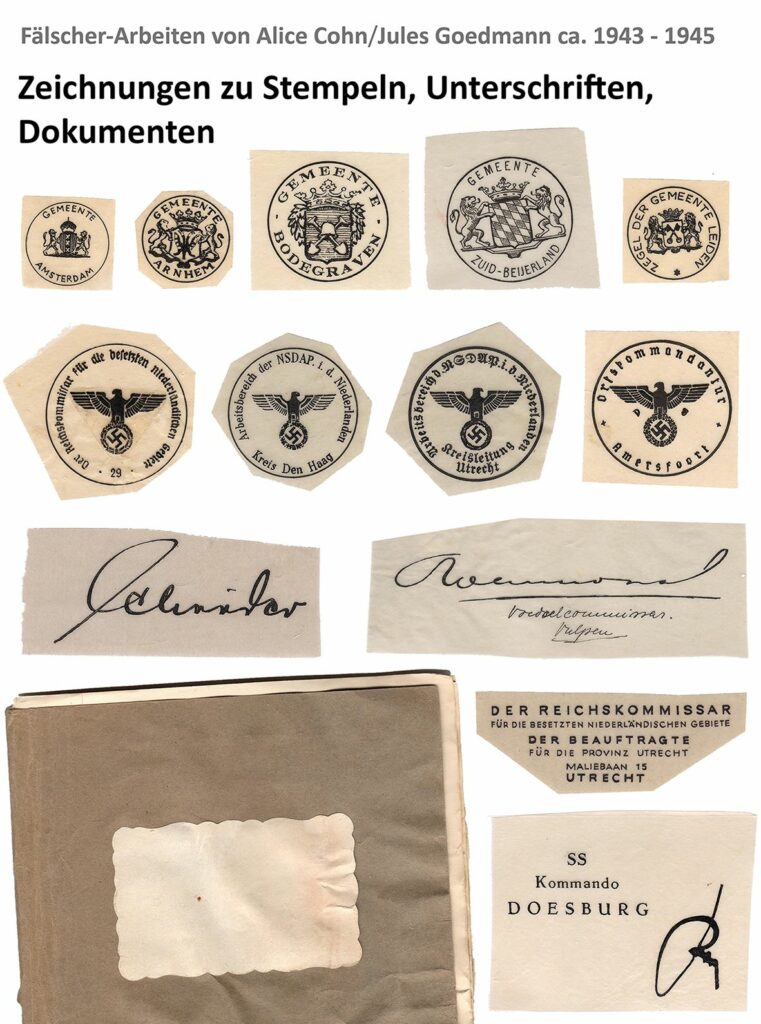 Fälscher-Arbeiten von Alice Cohn/Jules Goedmann ca. 1943 - 1945
Zeichnungen zu Stempeln, Unterschriften,
Dokumenten
GEMEENTE
AMSTERDAM
GEMEENTE
ARNHEM
GEMEENTE
BODEGRAVEN
GEMEENTE
ZUID-BEIJERLAND
ZEGEL DER GEMEENTE LEIDEN
Der Reichskommissar für die besetzten niederländischen Gebiete
29
Arbeitsbereich der NSDAP. i. d. Niederlanden
Kreis Den Haag
Arbeitsbereich d. NSDAP. i. d. Niederlanden
Kreisleitung
Utrecht
Ortskommandantur
D S
Amersfoort
Schröder
DER REICHSKOMMISSAR
FÜR DIE BESETZTEN NIEDERLÄNDISCHEN GEBIETE
DER BEAUFTRAGTE
FÜR DIE PROVINZ UTRECHT
MALIEBAAN 15
UTRECHT
SS
Kommando
DOESBURG